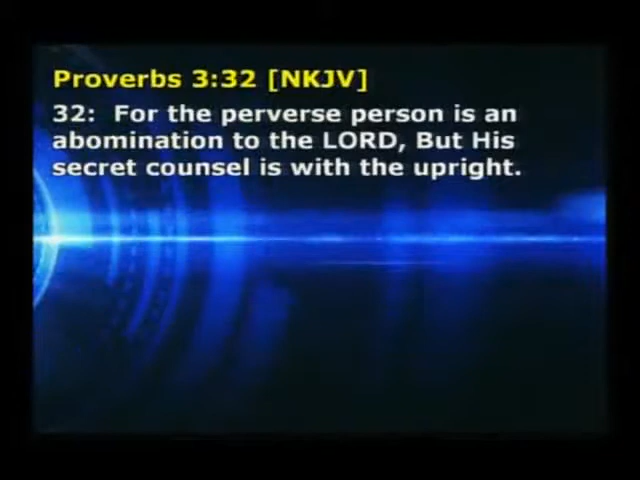 Proverbs 3:32 [NKJV]
32:  For the perverse person is an
abomination to the LORD, But His
secret counsel is with the upright.